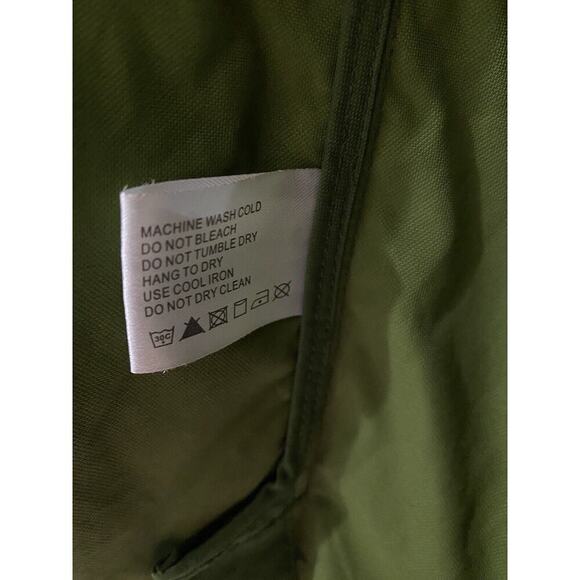 MACHINE WASH COLD
DO NOT BLEACH
DO NOT TUMBLE DRY
HANG TO DRY
USE COOL IRON
DO NOT DRY CLEAN
30C